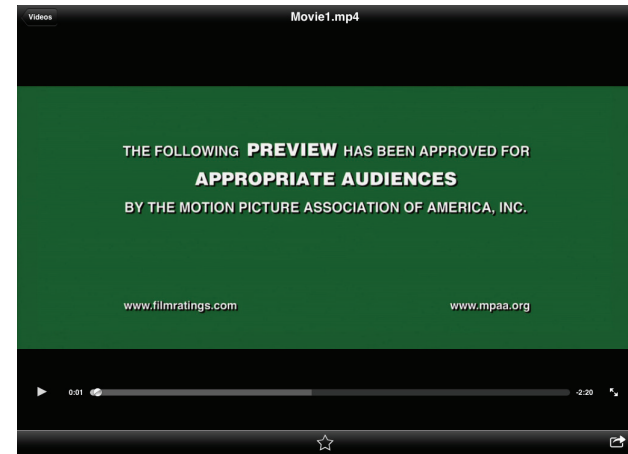 Videos
Movie1.mp4
THE FOLLOWING PREVIEW HAS BEEN APPROVED FOR
APPROPRIATE AUDIENCES
BY THE MOTION PICTURE ASSOCIATION OF AMERICA, INC.
www.filmratings.com www.mpaa.org
0:01 -2:20